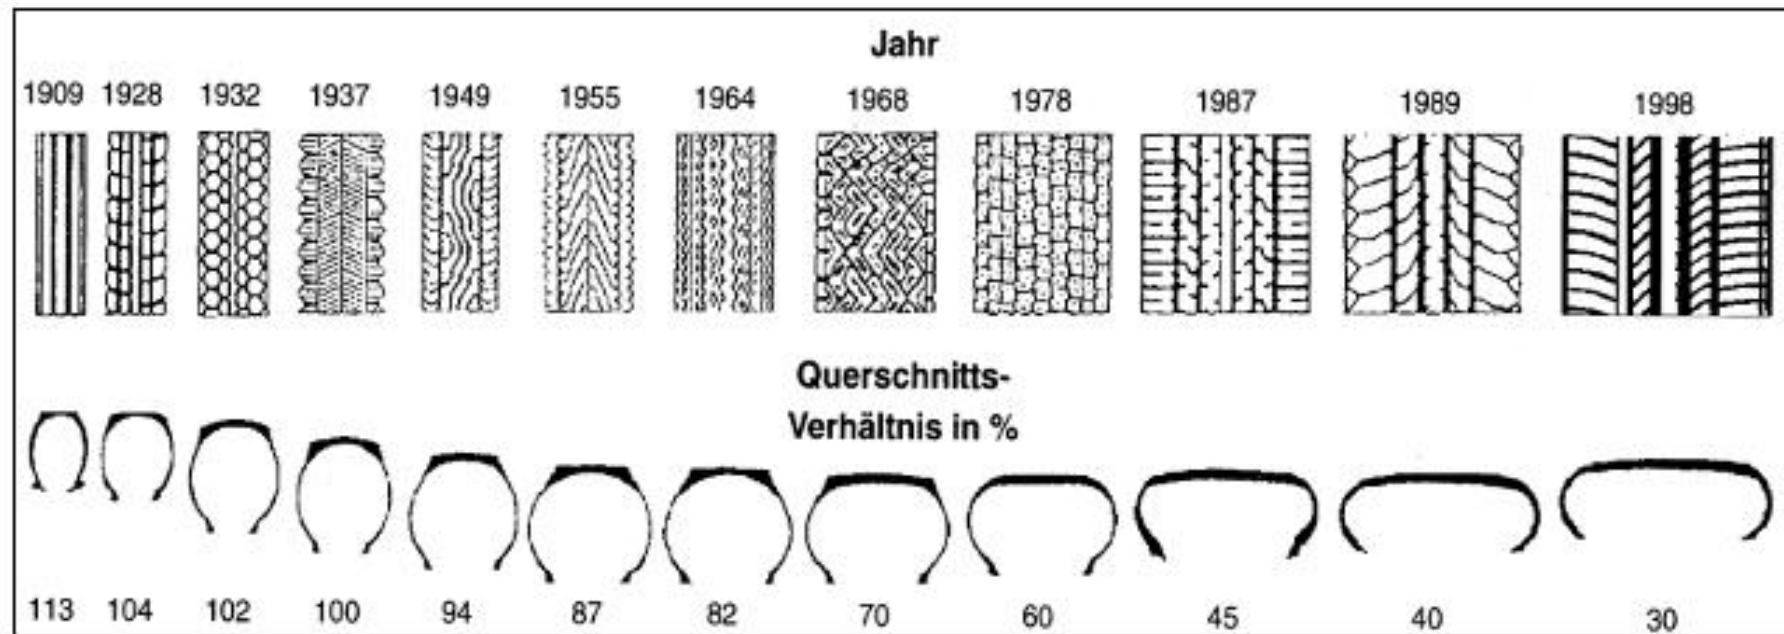 Jahr
1909 1928 1932 1937 1949 1955 1964 1968 1978 1987 1989 1998
Querschnitts-
Verhältnis in %
113 104 102 100 94 87 82 70 60 45 40 30